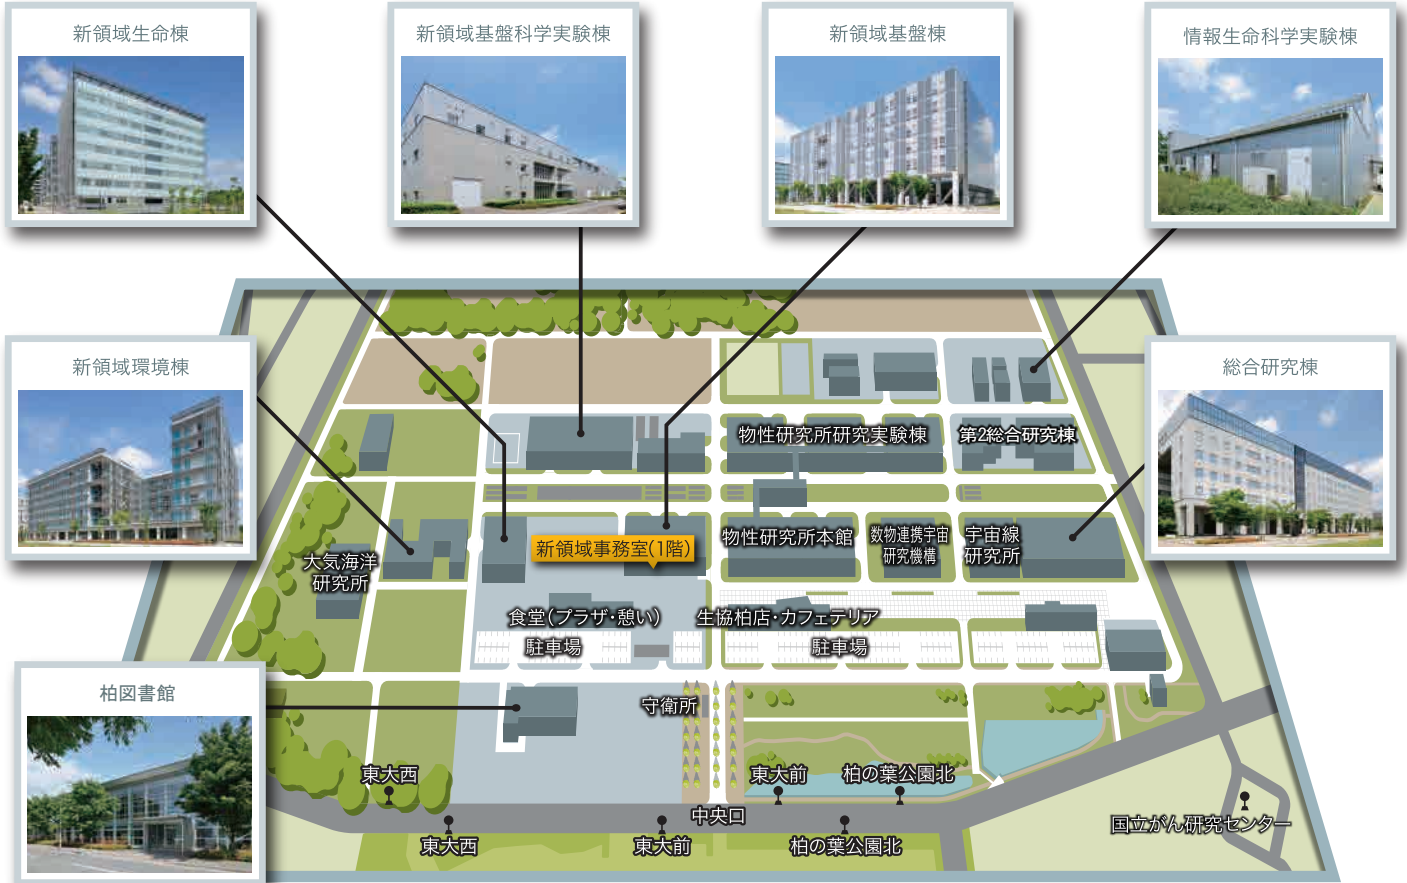 新領域生命棟
新領域基盤科学実験棟
新領域基盤棟
情報生命科学実験棟
新領域環境棟
総合研究棟
物性研究所研究実験棟
第2総合研究棟
大気海洋
研究所
新領域事務室(1階)
物性研究所本館
数物連携宇宙
研究機構
宇宙線
研究所
食堂(プラザ・憩い)
生協柏店・カフェテリア
駐車場
駐車場
柏図書館
守衛所
東大西
東大前
柏の葉公園北
中央口
国立がん研究センター
東大西
東大前
柏の葉公園北